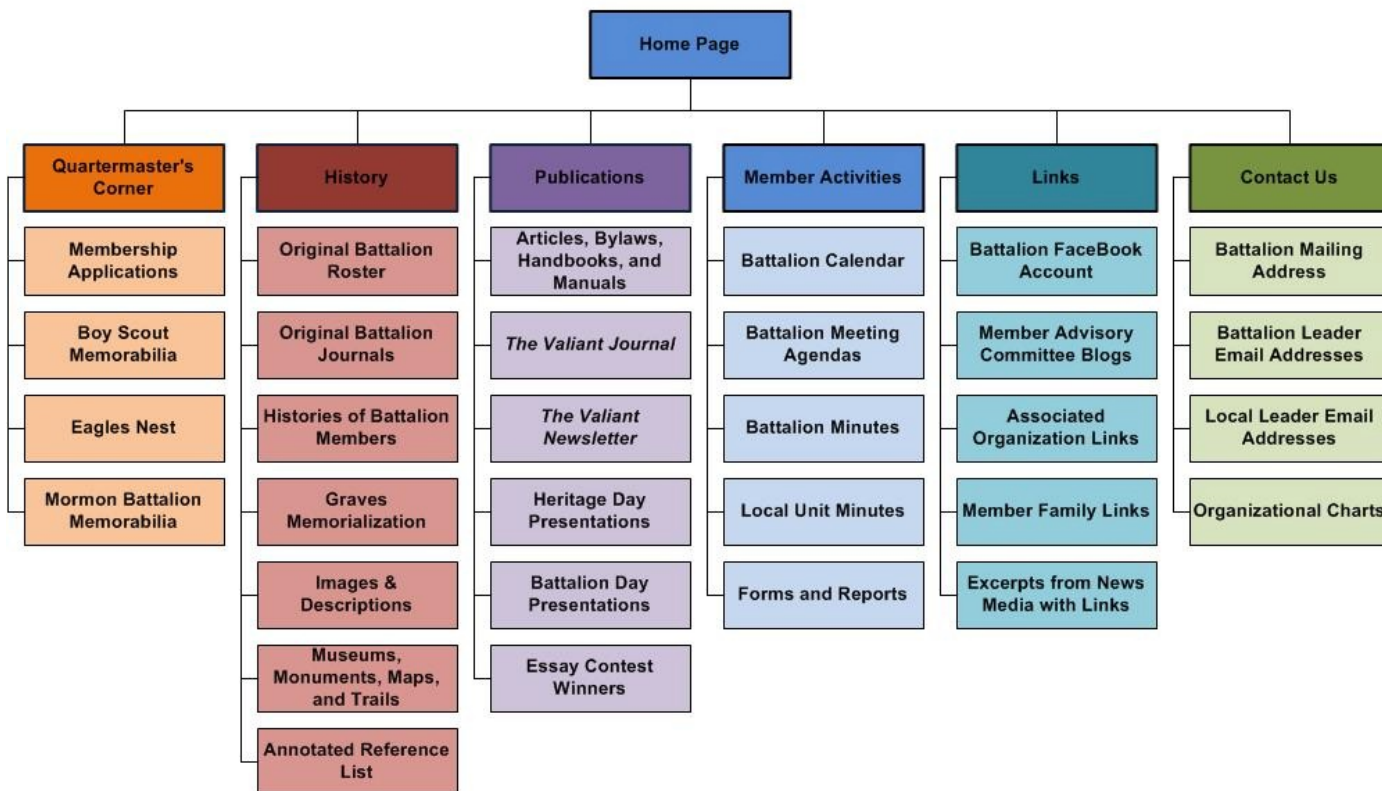 Home Page
Quartermaster's
Corner
Membership
Applications
Boy Scout
Memorabilia
Eagles Nest
Mormon Battalion
Memorabilia
History
Original Battalion
Roster
Original Battalion
Journals
Histories of Battalion
Members
Graves
Memorialization
Images &
Descriptions
Museums,
Monuments, Maps,
and Trails
Annotated Reference
List
Publications
Articles, Bylaws,
Handbooks, and
Manuals
The Valiant Journal
The Valiant
Newsletter
Heritage Day
Presentations
Battalion Day
Presentations
Essay Contest
Winners
Member Activities
Battalion Calendar
Battalion Meeting
Agendas
Battalion Minutes
Local Unit Minutes
Forms and Reports
Links
Battalion FaceBook
Account
Member Advisory
Committee Blogs
Associated
Organization Links
Member Family Links
Excerpts from News
Media with Links
Contact Us
Battalion Mailing
Address
Battalion Leader
Email Addresses
Local Leader Email
Addresses
Organizational Charts